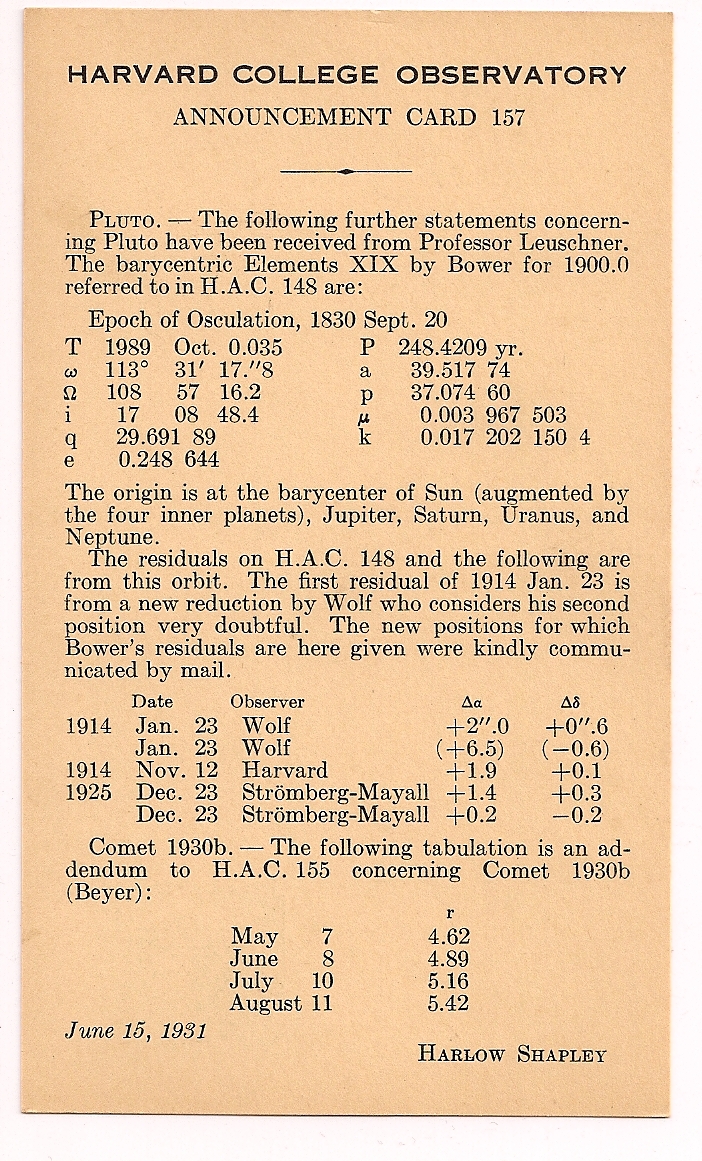 HARVARD COLLEGE OBSERVATORY
ANNOUNCEMENT CARD 157
PLUTO. — The following further statements concern-
ing Pluto have been received from Professor Leuschner.
The barycentric Elements XIX by Bower for 1900.0
referred to in H.A.C. 148 are:
Epoch of Osculation, 1830 Sept. 20
T 1989 Oct. 0.035 P 248.4209 yr.
ω 113° 31′ 17.″8 a 39.517 74
Ω 108 57 16.2 p 37.074 60
i 17 08 48.4 μ 0.003 967 503
q 29.691 89 k 0.017 202 150 4
e 0.248 644
The origin is at the barycenter of Sun (augmented by
the four inner planets), Jupiter, Saturn, Uranus, and
Neptune.
The residuals on H.A.C. 148 and the following are
from this orbit. The first residual of 1914 Jan. 23 is
from a new reduction by Wolf who considers his second
position very doubtful. The new positions for which
Bower's residuals are here given were kindly commu-
nicated by mail.
Date Observer Δα Δδ
1914 Jan. 23 Wolf +2″.0 +0″.6
Jan. 23 Wolf (+6.5) (−0.6)
1914 Nov. 12 Harvard +1.9 +0.1
1925 Dec. 23 Strömberg-Mayall +1.4 +0.3
Dec. 23 Strömberg-Mayall +0.2 −0.2
Comet 1930b. — The following tabulation is an ad-
dendum to H.A.C. 155 concerning Comet 1930b
(Beyer):
r
May 7 4.62
June 8 4.89
July 10 5.16
August 11 5.42
June 15, 1931
HARLOW SHAPLEY